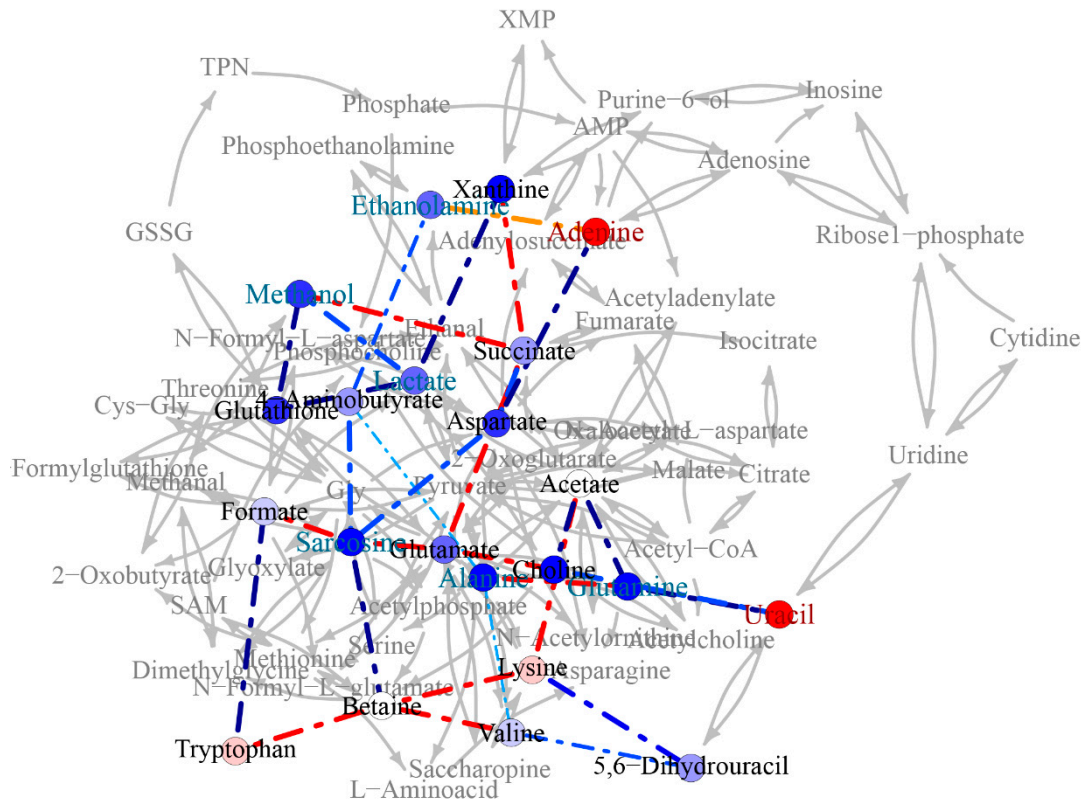 XMP
TPN
Phosphate
Purine−6−ol
Inosine
AMP
Phosphoethanolamine
Adenosine
Xanthine
Ethanolamine
GSSG
Adenine
Adenylosuccinate
Ribose1−phosphate
Methanol
Acetyladenylate
N−Formyl−L−aspartate
Ethanal
Fumarate
Phosphocholine
Succinate
Isocitrate
Cytidine
Threonine
Lactate
4−Aminobutyrate
Cys−Gly
Glutathione
Aspartate
Oxaloacetate
L−aspartate
2−Oxoglutarate
Uridine
−Formylglutathione
Methanal
Gly
Pyruvate
Acetate
Malate
Citrate
Formate
Sarcosine
Glutamate
Acetyl−CoA
Glyoxylate
Choline
2−Oxobutyrate
Alanine
Glutamine
SAM
Acetylphosphate
Uracil
Serine
N−Acetylornithine
Acetylcholine
Methionine
Dimethylglycine
Lysine
Asparagine
N−Formyl−L−glutamate
Betaine
Valine
Tryptophan
Saccharopine
5,6−Dihydrouracil
L−Aminoacid